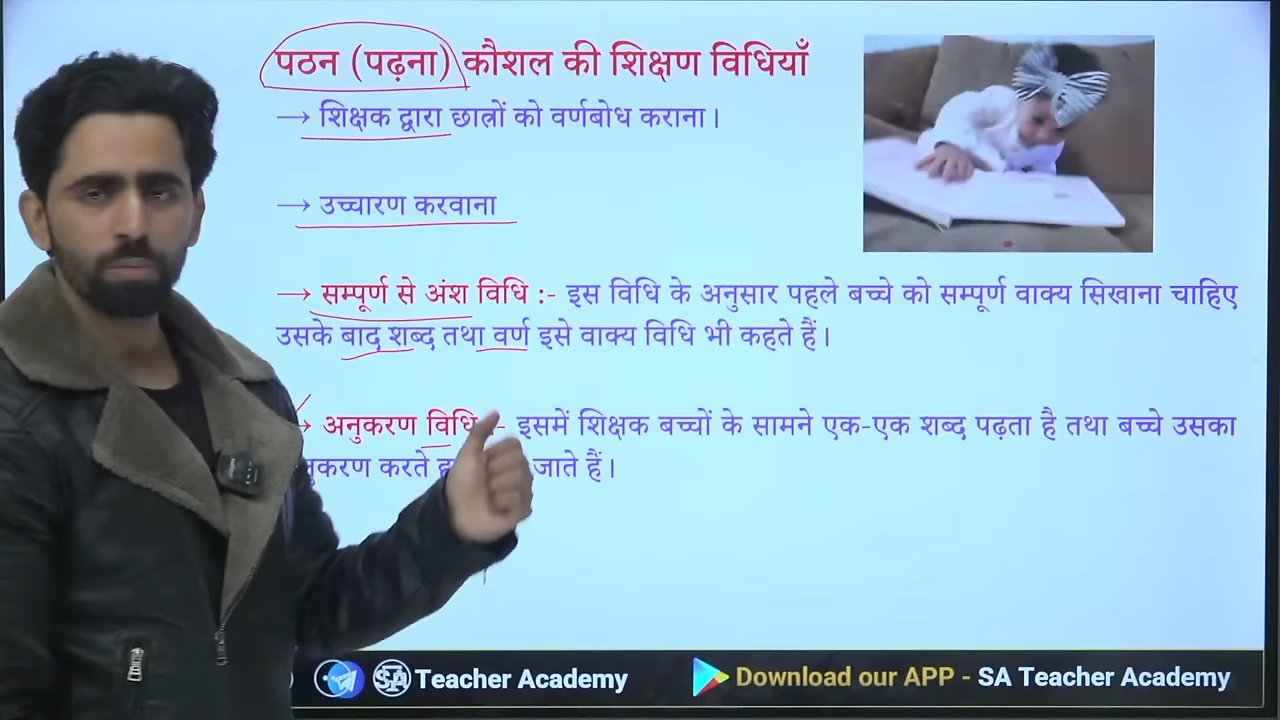 पठन (पढ़ना) कौशल की शिक्षण विधियाँ
→ शिक्षक द्वारा छात्रों को वर्णबोध कराना।
→ उच्चारण करवाना
→ सम्पूर्ण से अंश विधि :- इस विधि के अनुसार पहले बच्चे को सम्पूर्ण वाक्य सिखाना चाहिए
उसके बाद शब्द तथा वर्ण इसे वाक्य विधि भी कहते हैं।
→ अनुकरण विधि :- इसमें शिक्षक बच्चों के सामने एक-एक शब्द पढ़ता है तथा बच्चे उसका
करते जाते हैं।
SA Teacher Academy Download our APP - SA Teacher Academy